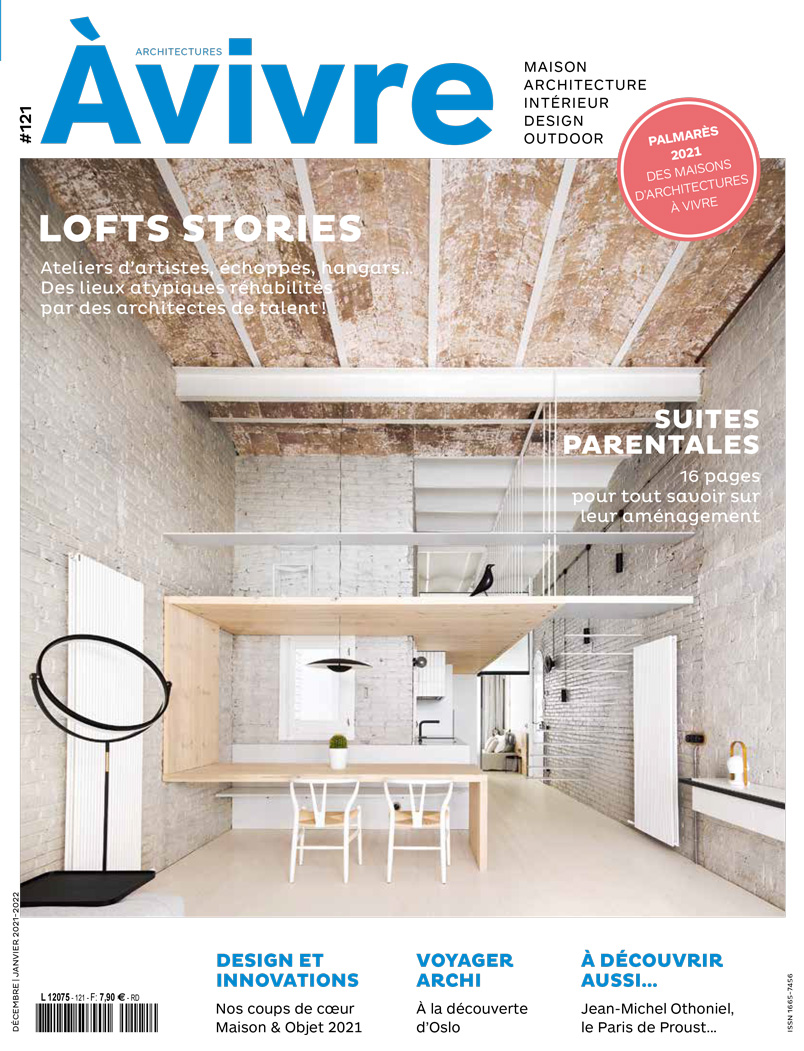 ARCHITECTURES
Àvivre
#121
MAISON
ARCHITECTURE
INTÉRIEUR
DESIGN
OUTDOOR
PALMARÈS
2021
DES MAISONS
D'ARCHITECTURES
À VIVRE
LOFTS STORIES
Ateliers d'artistes, échoppes, hangars...
Des lieux atypiques réhabilités
par des architectes de talent !
SUITES
PARENTALES
16 pages
pour tout savoir sur
leur aménagement
DÉCEMBRE | JANVIER 2021-2022
L 12075 - 121 - F: 7,90 € - RD
DESIGN ET
INNOVATIONS
Nos coups de cœur
Maison & Objet 2021
VOYAGER
ARCHI
À la découverte
d'Oslo
À DÉCOUVRIR
AUSSI...
Jean-Michel Othoniel,
le Paris de Proust...
ISSN 1665-7456